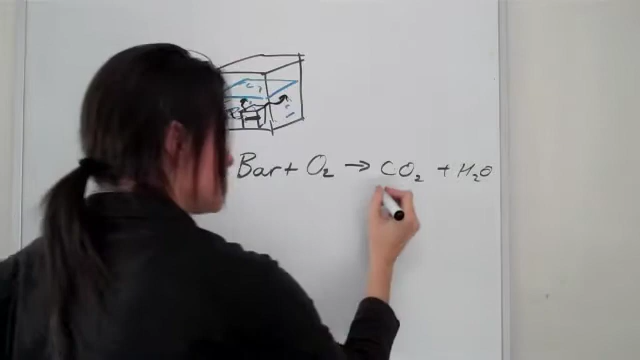 Bar + O₂ → CO₂ + H₂O